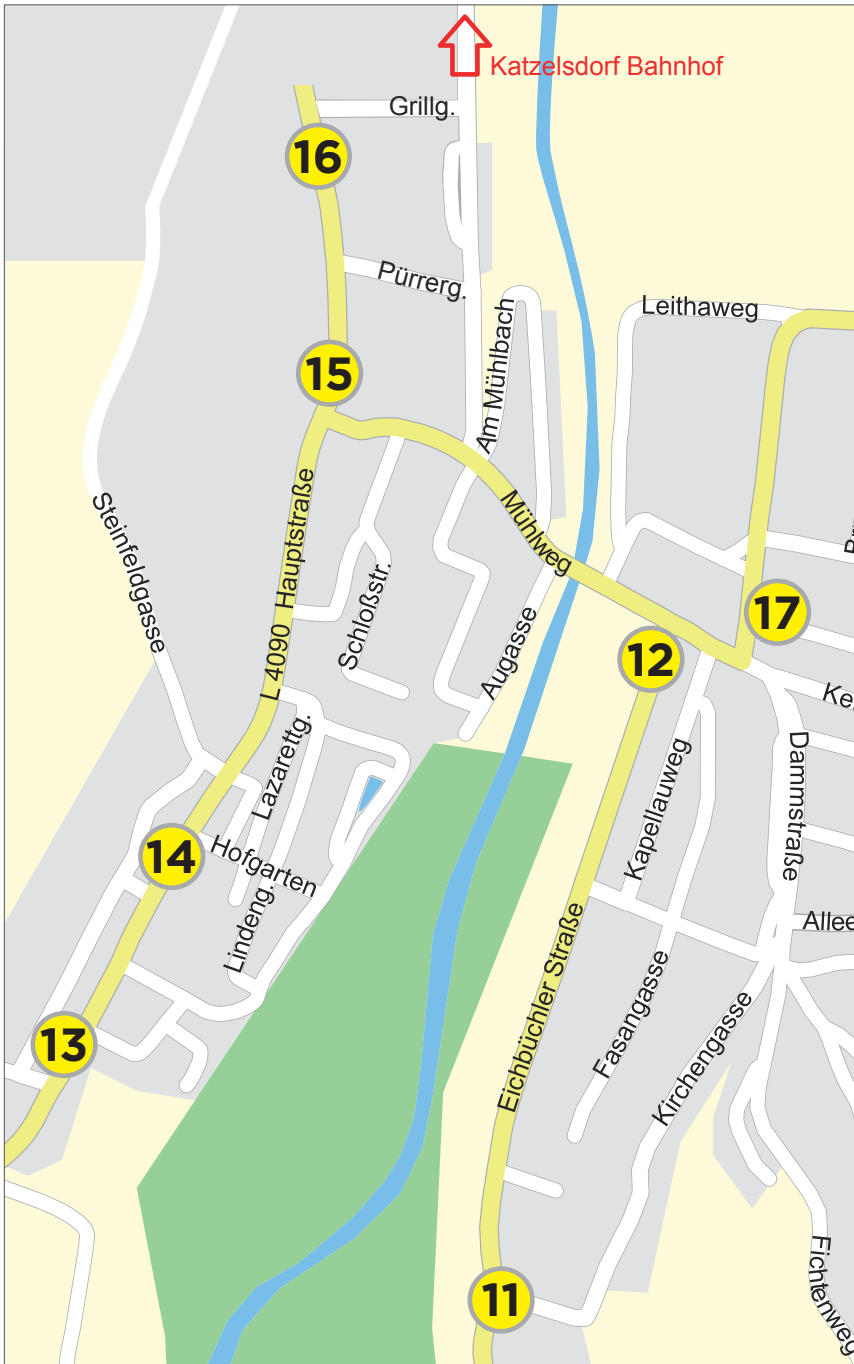 Katzelsdorf Bahnhof
Grillg.
16
Pürrerg.
Am Mühlbach
Leithaweg
15
Steinfeldgasse
L 4090 Hauptstraße
Mühlweg
Schloßstr.
Augasse
17
12
Lazarettg.
Kapellauweg
Dammstraße
14
Hofgarten
Lindeng.
Eichbüchler Straße
Allee
Fasangasse
Kirchengasse
13
11
Fichtenweg